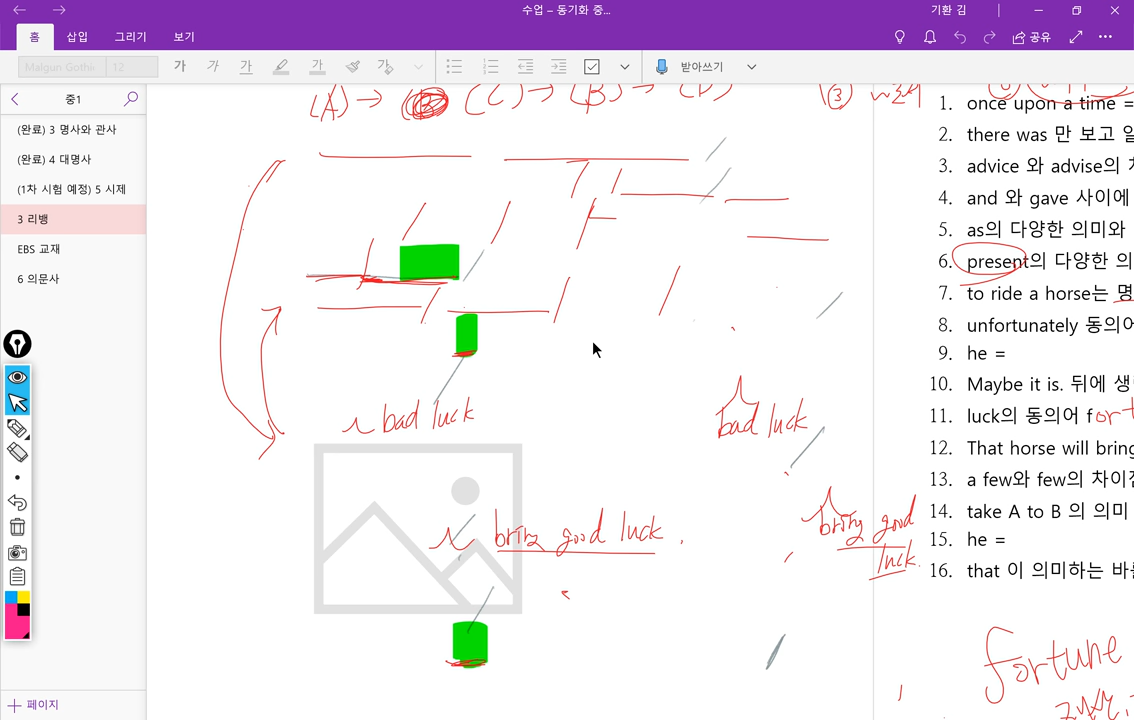 수업 – 동기화 중...
기환 김
홈 삽입 그리기 보기
공유
Malgun Gothi 12
가 가 가 가
받아쓰기
중1
(완료) 3 명사와 관사
(완료) 4 대명사
(1차 시험 예정) 5 시제
3 리뱅
EBS 교재
6 의문사
페이지
(A) → (C) → (B) → (D)
③
bad luck
bad luck
bring good luck.
bring good
luck.
1. once upon a time =
2. there was 만 보고 일
3. advice 와 advise의
4. and 와 gave 사이에
5. as의 다양한 의미와
6. present의 다양한 의
7. to ride a horse는 명
8. unfortunately 동의어
9. he =
10. Maybe it is. 뒤에 생
11. luck의 동의어 fort
12. That horse will bring
13. a few와 few의 차이
14. take A to B 의 의미
15. he =
16. that 이 의미하는 바
fortune